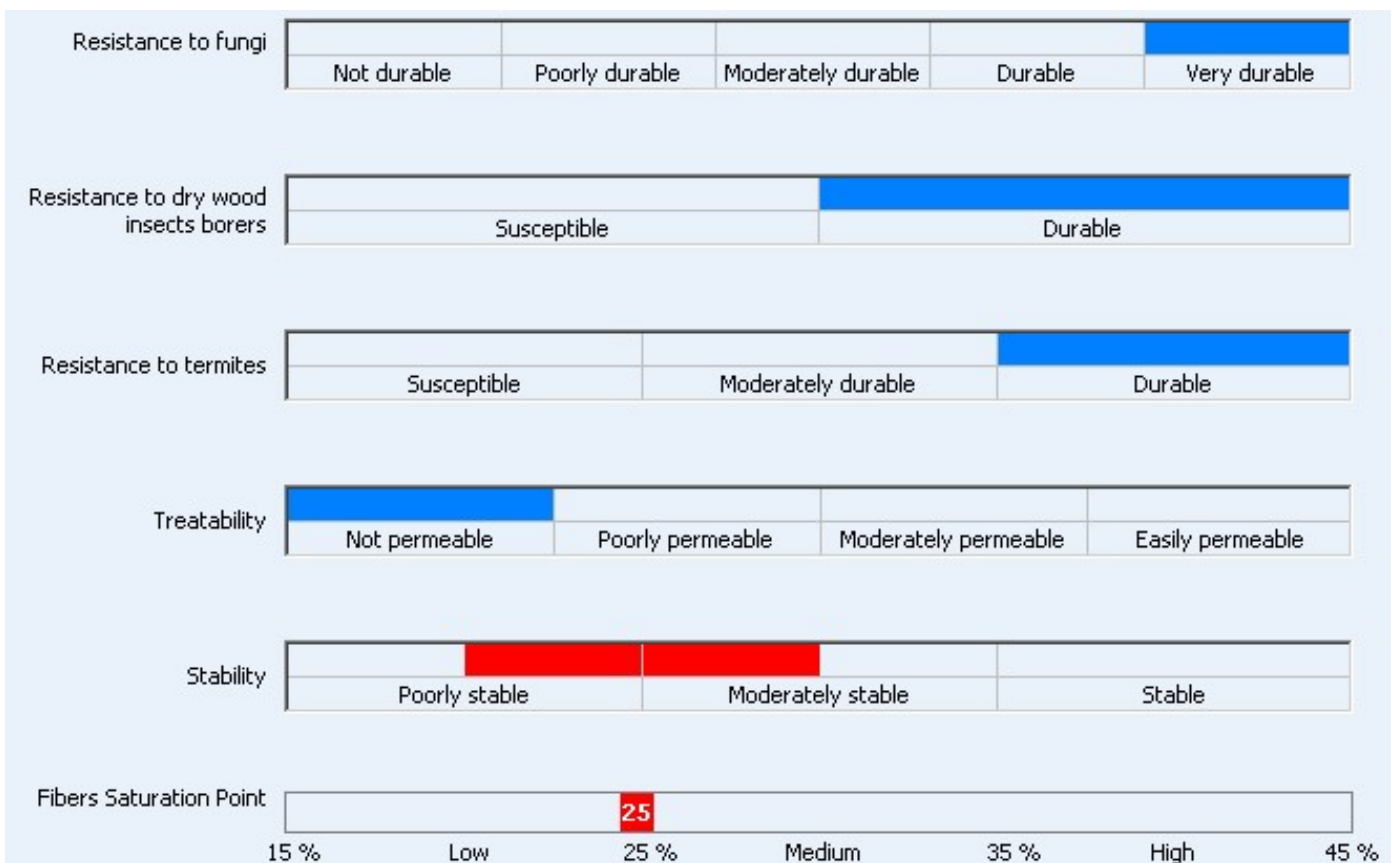 Resistance to fungi
Not durable Poorly durable Moderately durable Durable Very durable
Resistance to dry wood
insects borers
Susceptible Durable
Resistance to termites
Susceptible Moderately durable Durable
Treatability
Not permeable Poorly permeable Moderately permeable Easily permeable
Stability
Poorly stable Moderately stable Stable
Fibers Saturation Point
25
15 % Low 25 % Medium 35 % High 45 %